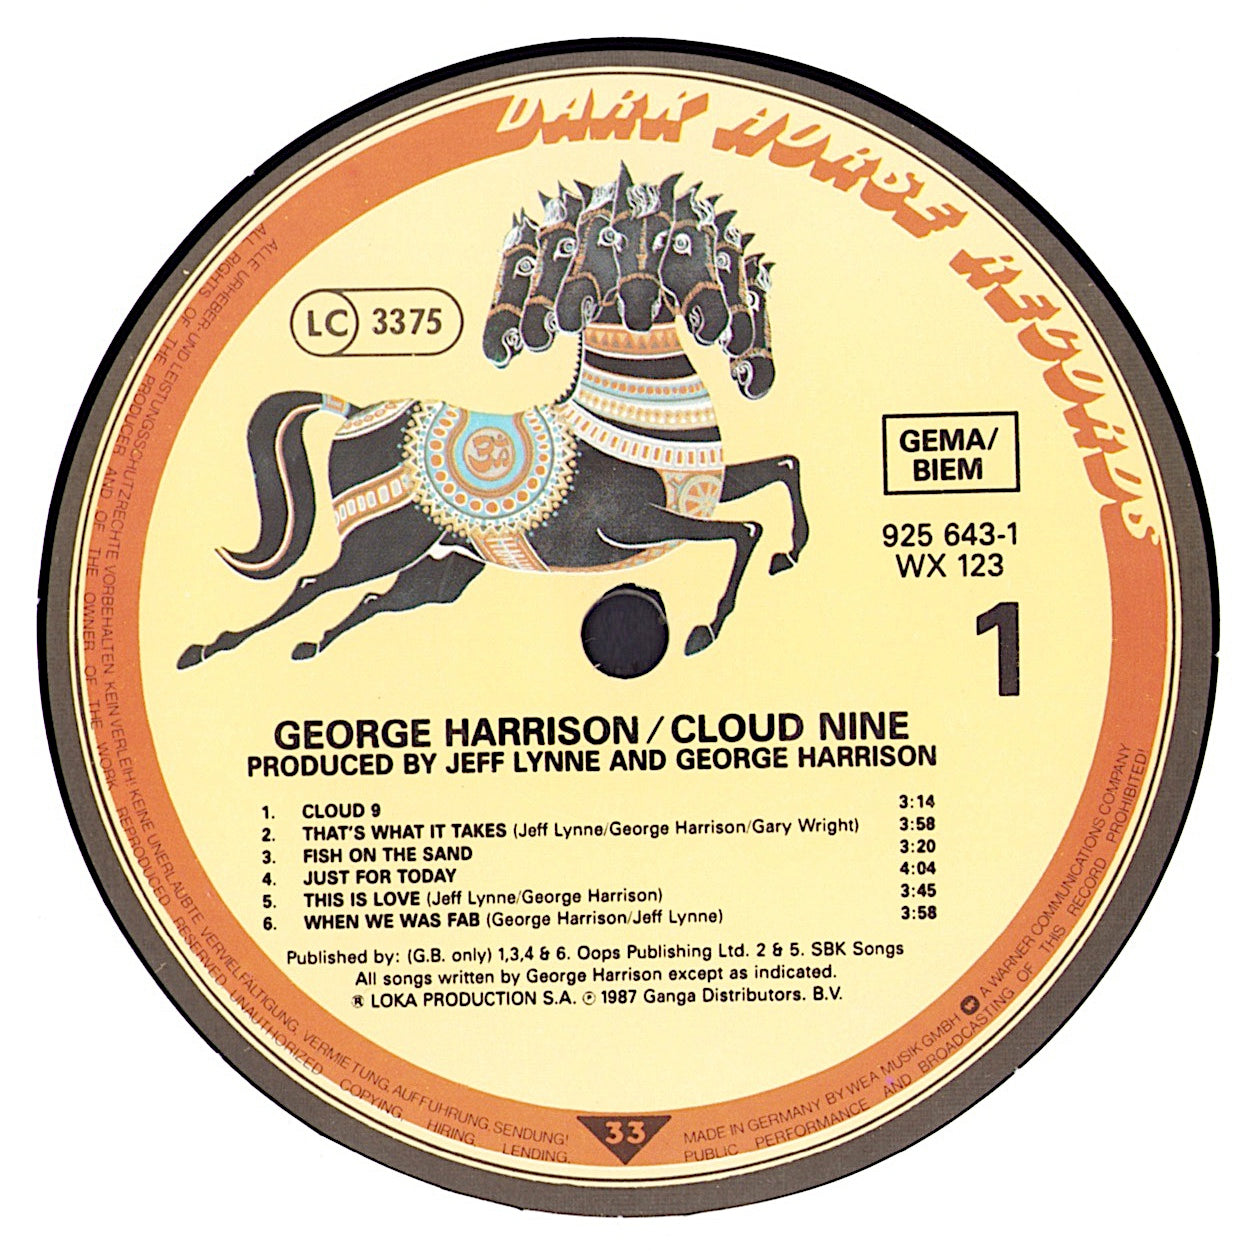 DARK HORSE RECORDS
LC 3375
GEMA/
BIEM
925 643-1
WX 123
1
GEORGE HARRISON / CLOUD NINE
PRODUCED BY JEFF LYNNE AND GEORGE HARRISON
1. CLOUD 9 3:14
2. THAT'S WHAT IT TAKES (Jeff Lynne/George Harrison/Gary Wright) 3:58
3. FISH ON THE SAND 3:20
4. JUST FOR TODAY 4:04
5. THIS IS LOVE (Jeff Lynne/George Harrison) 3:45
6. WHEN WE WAS FAB (George Harrison/Jeff Lynne) 3:58
Published by: (G.B. only) 1,3,4 & 6. Oops Publishing Ltd. 2 & 5. SBK Songs
All songs written by George Harrison except as indicated.
® LOKA PRODUCTION S.A. ℗ 1987 Ganga Distributors. B.V.
33
ALLE URHEBER- UND LEISTUNGSSCHUTZRECHTE VORBEHALTEN KEIN VERLEIH! KEINE UNERLAUBTE VERVIELFÄLTIGUNG, VERMIETUNG, AUFFÜHRUNG, SENDUNG!
MADE IN GERMANY BY WEA MUSIK GMBH A WARNER COMMUNICATIONS COMPANY
ALL RIGHTS OF THE PRODUCER AND OF THE OWNER OF THE WORK REPRODUCED RESERVED UNAUTHORIZED COPYING, HIRING, LENDING,
PUBLIC PERFORMANCE AND BROADCASTING OF THIS RECORD PROHIBITED!